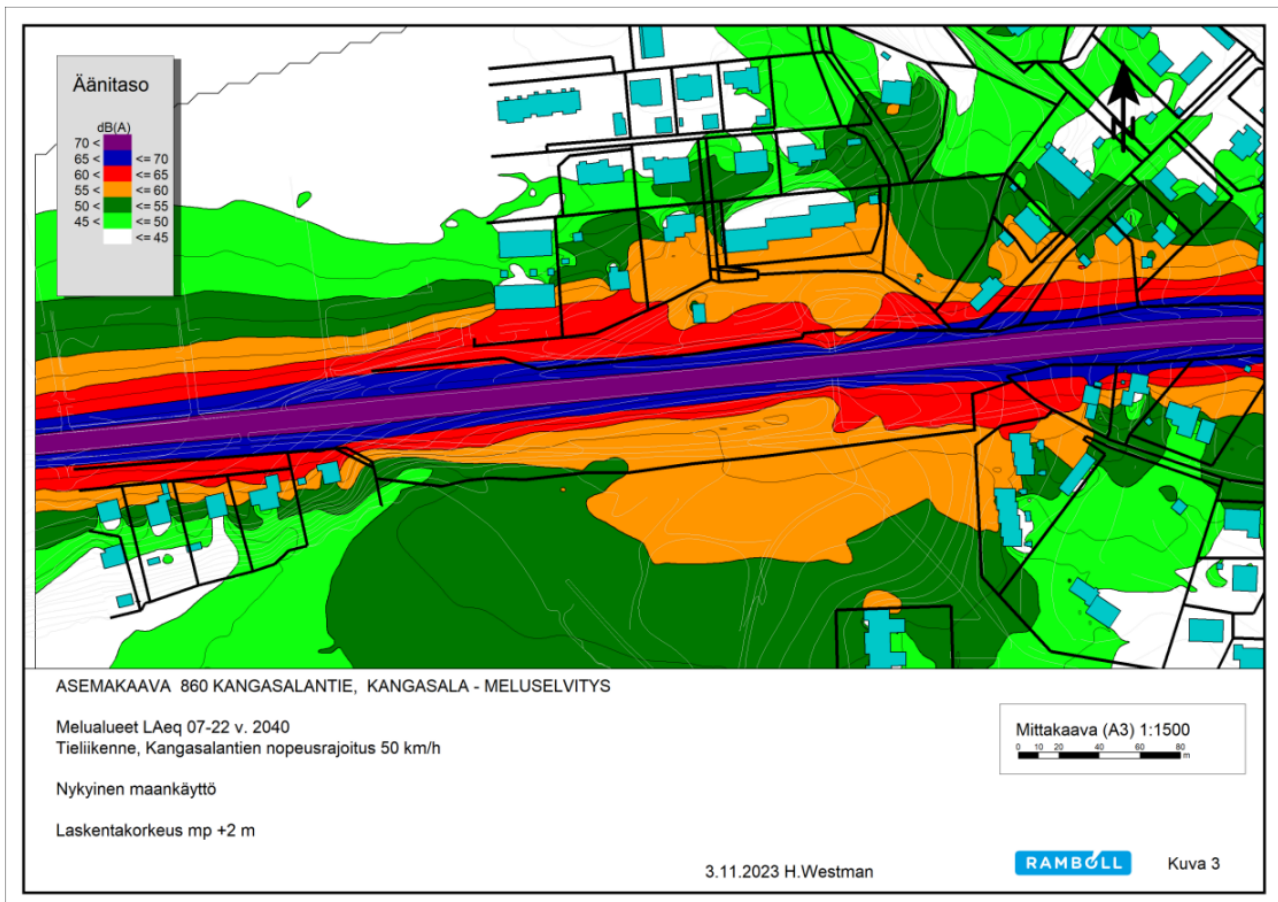 Äänitaso
dB(A)
70 <
65 < <= 70
60 < <= 65
55 < <= 60
50 < <= 55
45 < <= 50
<= 45
N
ASEMAKAAVA 860 KANGASALANTIE, KANGASALA - MELUSELVITYS
Melualueet LAeq 07-22 v. 2040
Tieliikenne, Kangasalantien nopeusrajoitus 50 km/h
Nykyinen maankäyttö
Laskentakorkeus mp +2 m
Mittakaava (A3) 1:1500
0 10 20 40 60 80
m
3.11.2023 H.Westman
RAMBOLL
Kuva 3